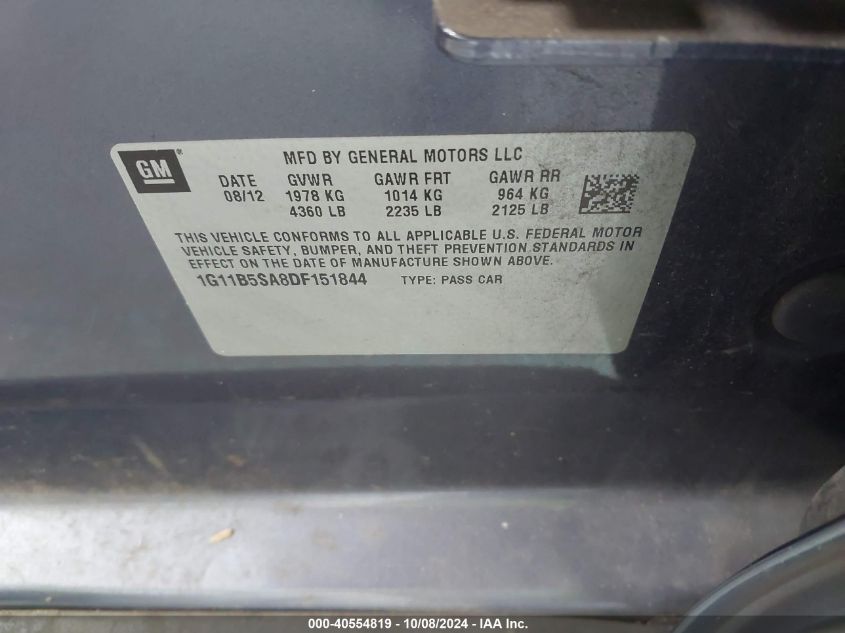 GM
®
MFD BY GENERAL MOTORS LLC
DATE GVWR GAWR FRT GAWR RR
08/12 1978 KG 1014 KG 964 KG
4360 LB 2235 LB 2125 LB
THIS VEHICLE CONFORMS TO ALL APPLICABLE U.S. FEDERAL MOTOR
VEHICLE SAFETY, BUMPER, AND THEFT PREVENTION STANDARDS IN
EFFECT ON THE DATE OF MANUFACTURE SHOWN ABOVE.
1G11B5SA8DF151844 TYPE: PASS CAR
000-40554819 - 10/08/2024 - IAA Inc.